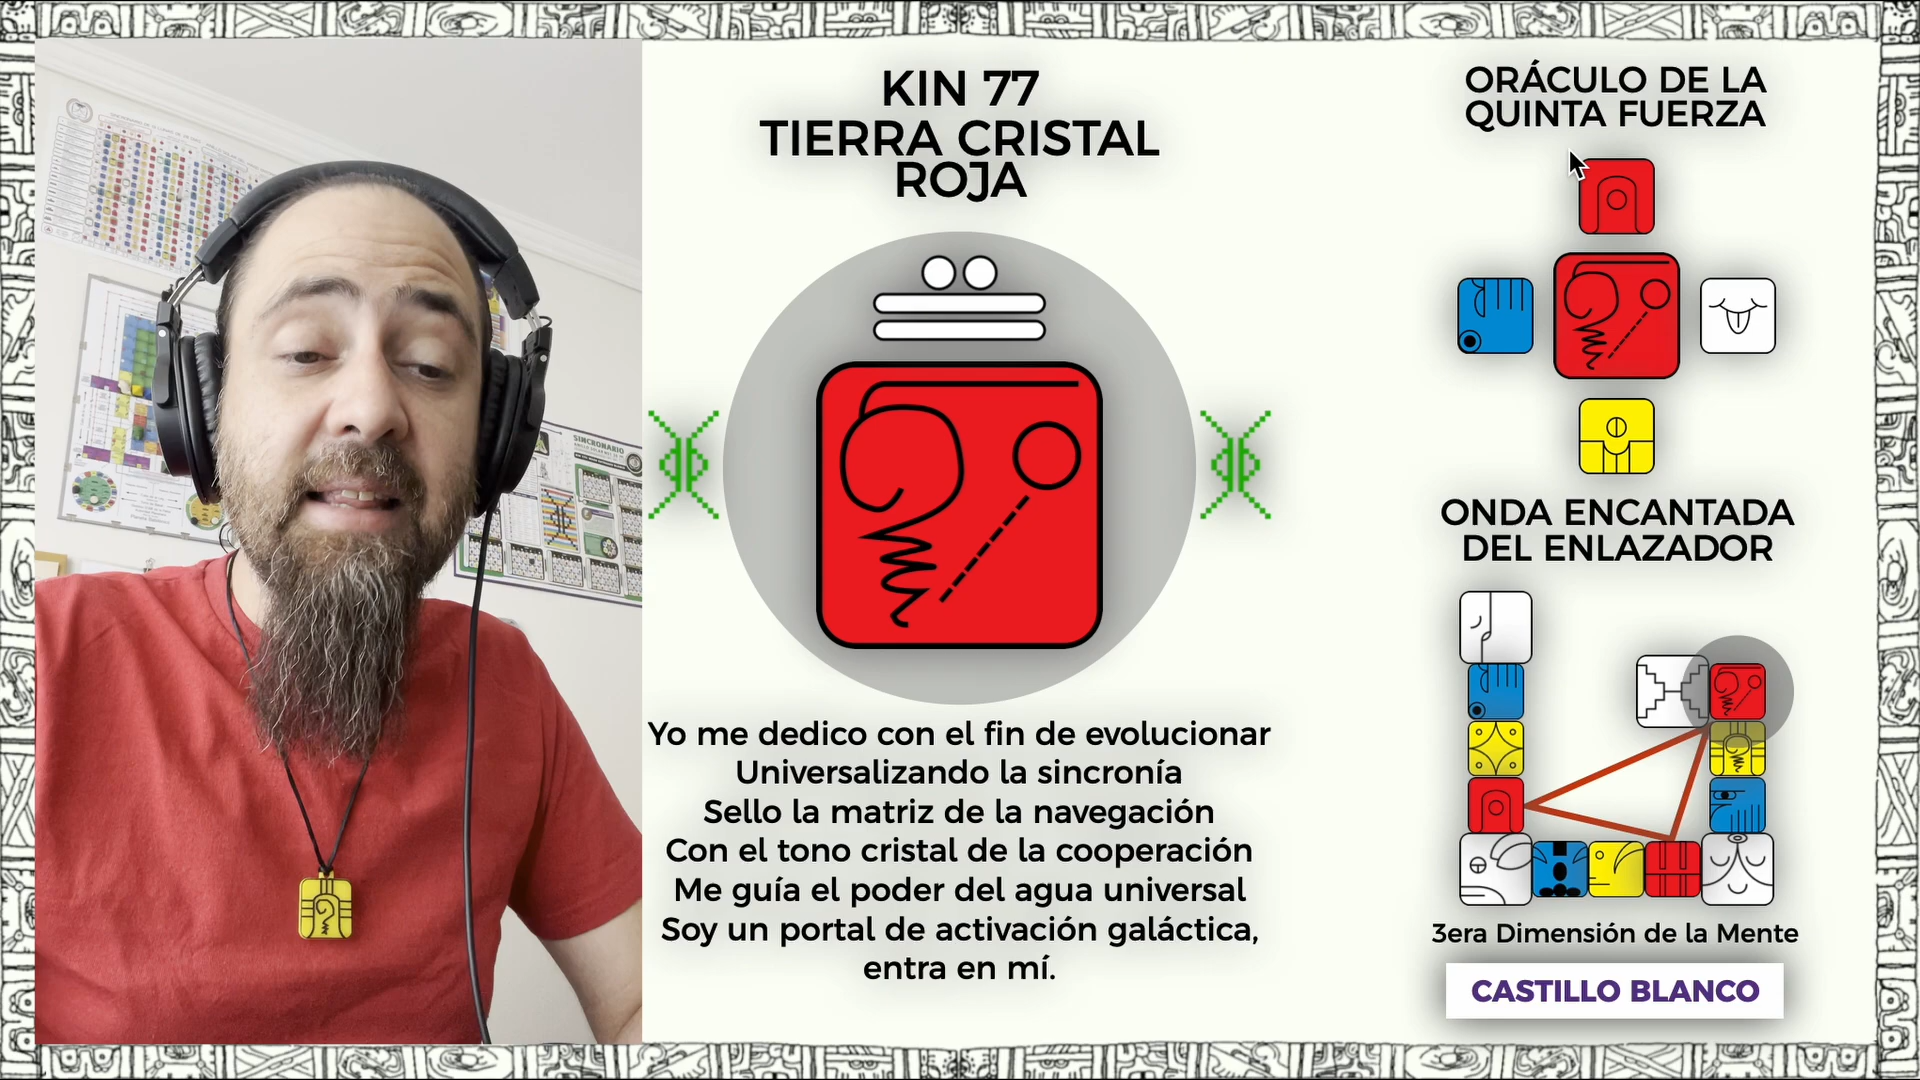 KIN 77
TIERRA CRISTAL
ROJA
Yo me dedico con el fin de evolucionar
Universalizando la sincronía
Sello la matriz de la navegación
Con el tono cristal de la cooperación
Me guía el poder del agua universal
Soy un portal de activación galáctica,
entra en mí.
ORÁCULO DE LA
QUINTA FUERZA
ONDA ENCANTADA
DEL ENLAZADOR
3era Dimensión de la Mente
CASTILLO BLANCO
SINCRONARIO